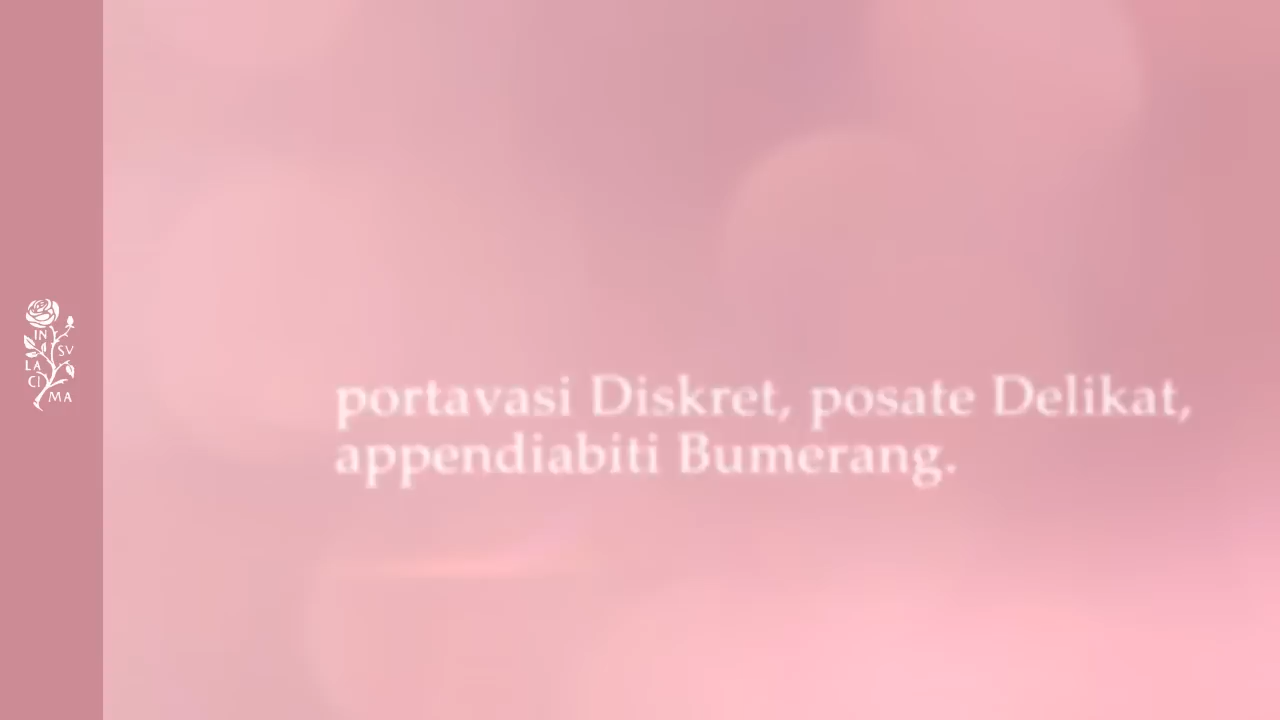 IN
SV
LA
CI
MA
portavasi Diskret, posate Delikat,
appendiabiti Bumerang.